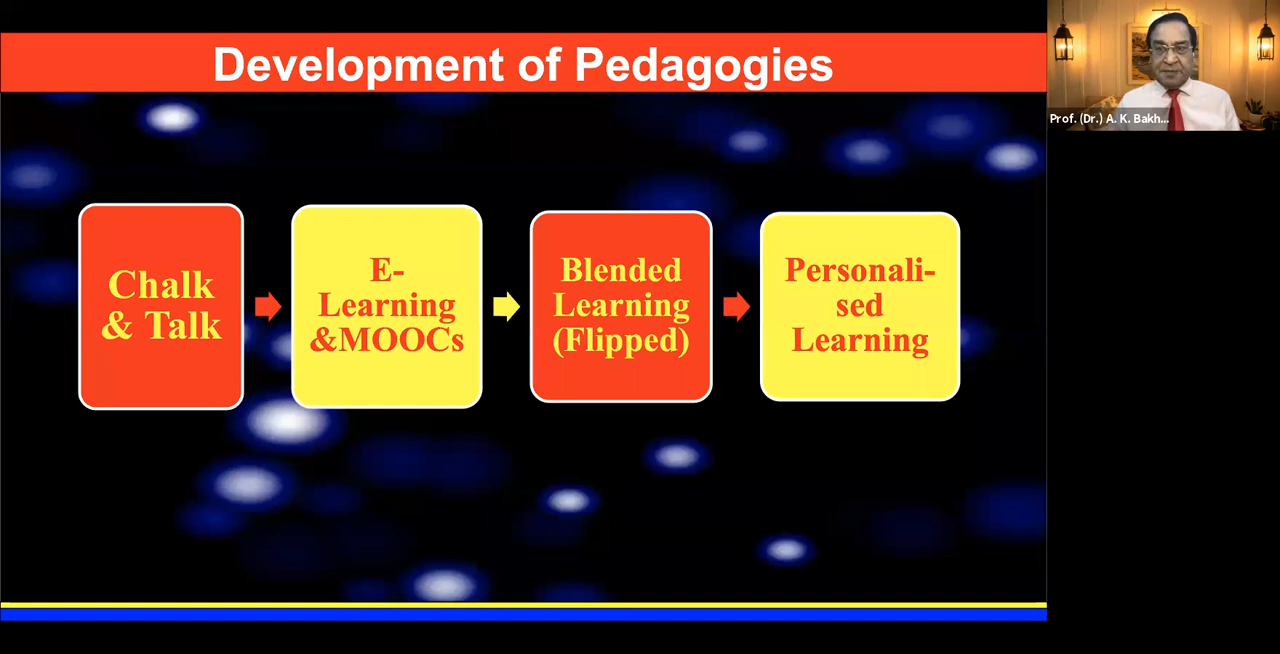 Development of Pedagogies
Prof. (Dr.) A. K. Bakh...
Chalk
& Talk
E-
Learning
&MOOCs
Blended
Learning
(Flipped)
Personali-
sed
Learning